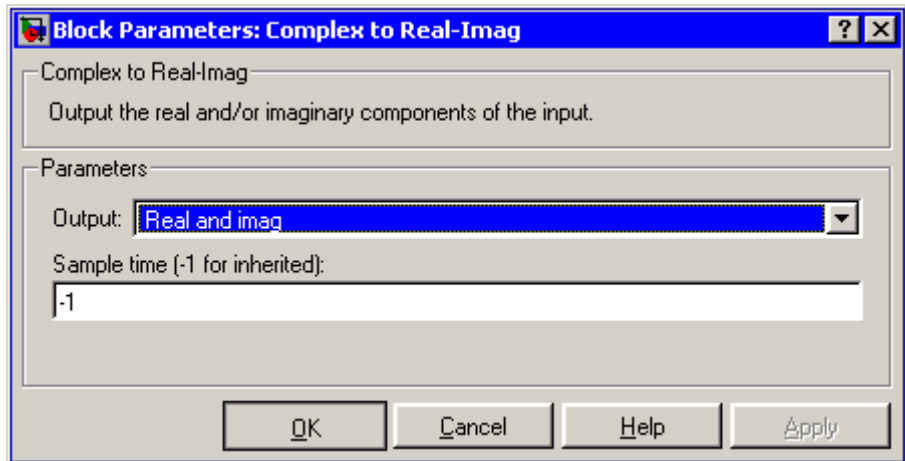 Block Parameters: Complex to Real-Imag
Complex to Real-Imag
Output the real and/or imaginary components of the input.
Parameters
Output: Real and imag
Sample time (-1 for inherited):
-1
OK Cancel Help Apply